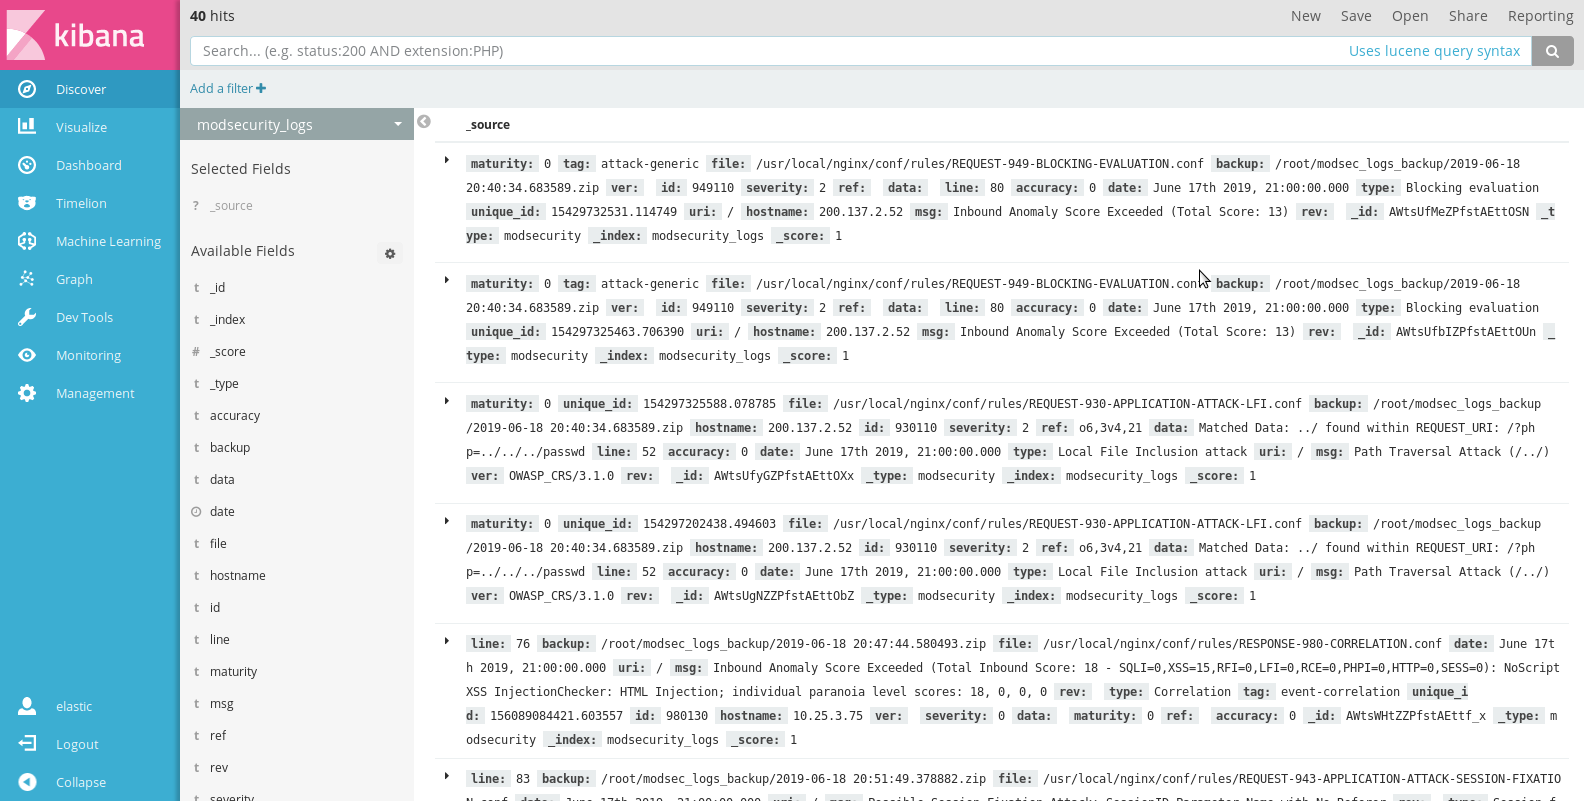 kibana
Discover
Visualize
Dashboard
Timelion
Machine Learning
Graph
Dev Tools
Monitoring
Management
elastic
Logout
Collapse
40 hits
New Save Open Share Reporting
Search... (e.g. status:200 AND extension:PHP)
Uses lucene query syntax
Add a filter +
modsecurity_logs
Selected Fields
? _source
Available Fields
t _id
t _index
# _score
t _type
t accuracy
t backup
t data
date
t file
t hostname
t id
t line
t maturity
t msg
t ref
t rev
t severity
_source
maturity: 0 tag: attack-generic file: /usr/local/nginx/conf/rules/REQUEST-949-BLOCKING-EVALUATION.conf backup: /root/modsec_logs_backup/2019-06-18
20:40:34.683589.zip ver: id: 949110 severity: 2 ref: data: line: 80 accuracy: 0 date: June 17th 2019, 21:00:00.000 type: Blocking evaluation
unique_id: 15429732531.114749 uri: / hostname: 200.137.2.52 msg: Inbound Anomaly Score Exceeded (Total Score: 13) rev: _id: AWtsUfMeZPfstAEttOSN _t
ype: modsecurity _index: modsecurity_logs _score: 1
maturity: 0 tag: attack-generic file: /usr/local/nginx/conf/rules/REQUEST-949-BLOCKING-EVALUATION.conf backup: /root/modsec_logs_backup/2019-06-18
20:40:34.683589.zip ver: id: 949110 severity: 2 ref: data: line: 80 accuracy: 0 date: June 17th 2019, 21:00:00.000 type: Blocking evaluation
unique_id: 154297325463.706390 uri: / hostname: 200.137.2.52 msg: Inbound Anomaly Score Exceeded (Total Score: 13) rev: _id: AWtsUfbIZPfstAEttOUn _
type: modsecurity _index: modsecurity_logs _score: 1
maturity: 0 unique_id: 154297325588.078785 file: /usr/local/nginx/conf/rules/REQUEST-930-APPLICATION-ATTACK-LFI.conf backup: /root/modsec_logs_backup
/2019-06-18 20:40:34.683589.zip hostname: 200.137.2.52 id: 930110 severity: 2 ref: o6,3v4,21 data: Matched Data: ../ found within REQUEST_URI: /?ph
p=../../../passwd line: 52 accuracy: 0 date: June 17th 2019, 21:00:00.000 type: Local File Inclusion attack uri: / msg: Path Traversal Attack (/../)
ver: OWASP_CRS/3.1.0 rev: _id: AWtsUfyGZPfstAEttOXx _type: modsecurity _index: modsecurity_logs _score: 1
maturity: 0 unique_id: 154297202438.494603 file: /usr/local/nginx/conf/rules/REQUEST-930-APPLICATION-ATTACK-LFI.conf backup: /root/modsec_logs_backup
/2019-06-18 20:40:34.683589.zip hostname: 200.137.2.52 id: 930110 severity: 2 ref: o6,3v4,21 data: Matched Data: ../ found within REQUEST_URI: /?ph
p=../../../passwd line: 52 accuracy: 0 date: June 17th 2019, 21:00:00.000 type: Local File Inclusion attack uri: / msg: Path Traversal Attack (/../)
ver: OWASP_CRS/3.1.0 rev: _id: AWtsUgNZZPfstAEttObZ _type: modsecurity _index: modsecurity_logs _score: 1
line: 76 backup: /root/modsec_logs_backup/2019-06-18 20:47:44.580493.zip file: /usr/local/nginx/conf/rules/RESPONSE-980-CORRELATION.conf date: June 17t
h 2019, 21:00:00.000 uri: / msg: Inbound Anomaly Score Exceeded (Total Inbound Score: 18 - SQLI=0,XSS=15,RFI=0,LFI=0,RCE=0,PHPI=0,HTTP=0,SESS=0): NoScript
XSS InjectionChecker: HTML Injection; individual paranoia level scores: 18, 0, 0, 0 rev: type: Correlation tag: event-correlation unique_i
d: 156089084421.603557 id: 980130 hostname: 10.25.3.75 ver: severity: 0 data: maturity: 0 ref: accuracy: 0 _id: AWtsWHtZZPfstAEttf_x _type: m
odsecurity _index: modsecurity_logs _score: 1
line: 83 backup: /root/modsec_logs_backup/2019-06-18 20:51:49.378882.zip file: /usr/local/nginx/conf/rules/REQUEST-943-APPLICATION-ATTACK-SESSION-FIXATIO